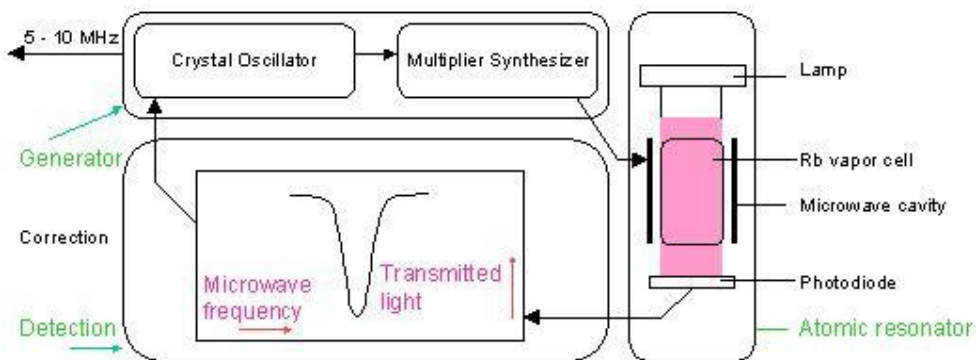 5 - 10 MHz
Crystal Oscillator
Multiplier Synthesizer
Lamp
Generator
Rb vapor cell
Microwave cavity
Correction
Microwave
frequency
Transmitted
light
Photodiode
Detection
Atomic resonator